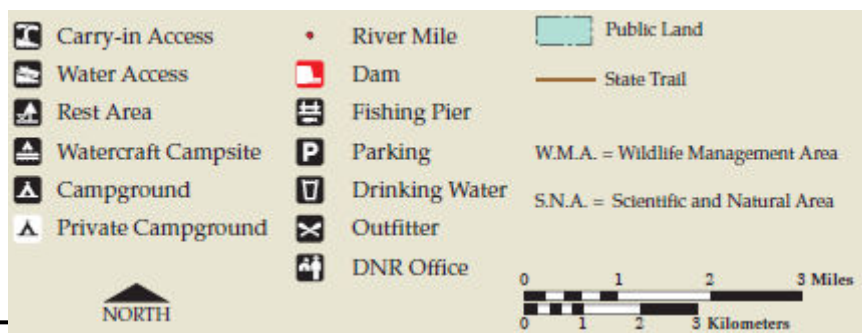 Carry-in Access
Water Access
Rest Area
Watercraft Campsite
Campground
Private Campground
NORTH
River Mile
Dam
Fishing Pier
P Parking
Drinking Water
Outfitter
DNR Office
Public Land
State Trail
W.M.A. = Wildlife Management Area
S.N.A. = Scientific and Natural Area
0 1 2 3 Miles
0 1 2 3 Kilometers